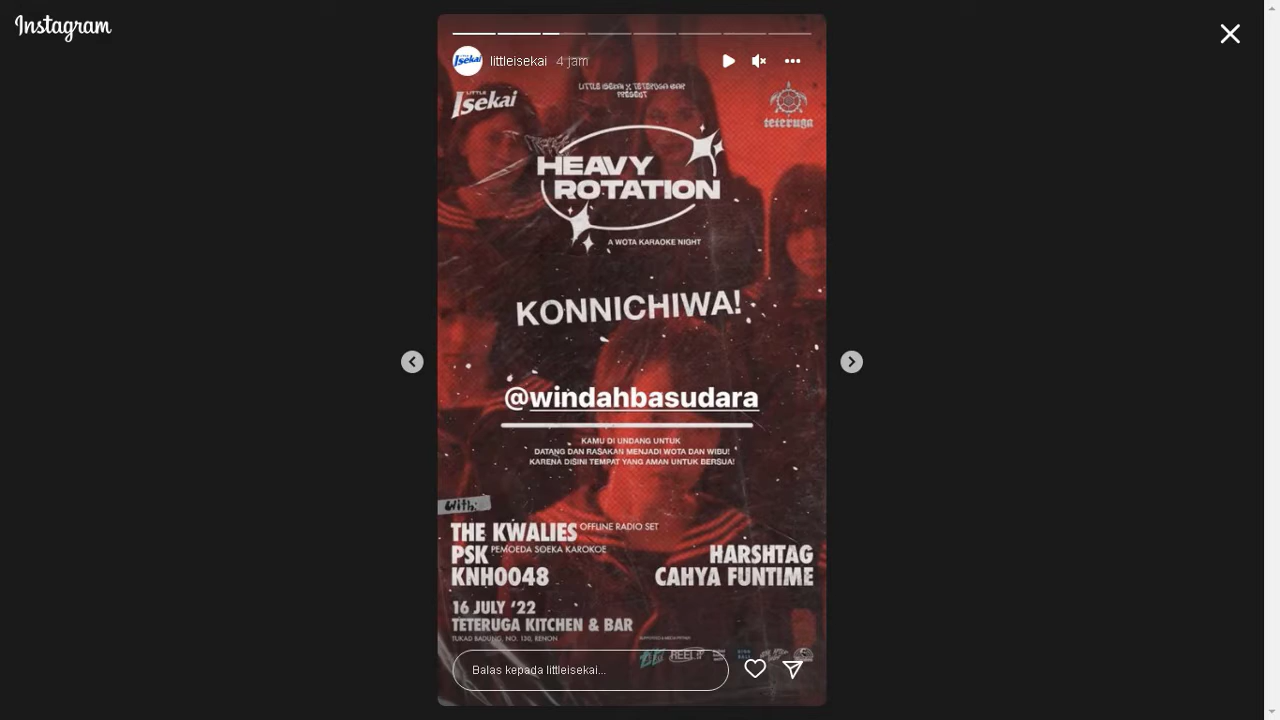 Instagram
littleisekai 4 jam
LITTLE ISEKAI X TETERUGA BAR
PRESENT
LITTLE
Isekai
teteruga
HEAVY
ROTATION
A WOTA KARAOKE NIGHT
KONNICHIWA!
@windahbasudara
KAMU DI UNDANG UNTUK
DATANG DAN RASAKAN MENJADI WOTA DAN WIBU!
KARENA DISINI TEMPAT YANG AMAN UNTUK BERSUA!
With:
THE KWALIES OFFLINE RADIO SET
PSK PEMOEDA SOEKA KAROKOE
KNH0048
HARSHTAG
CAHYA FUNTIME
16 JULY ‘22
TETERUGA KITCHEN & BAR
TUKAD BADUNG, NO. 130, RENON
Balas kepada littleisekai...